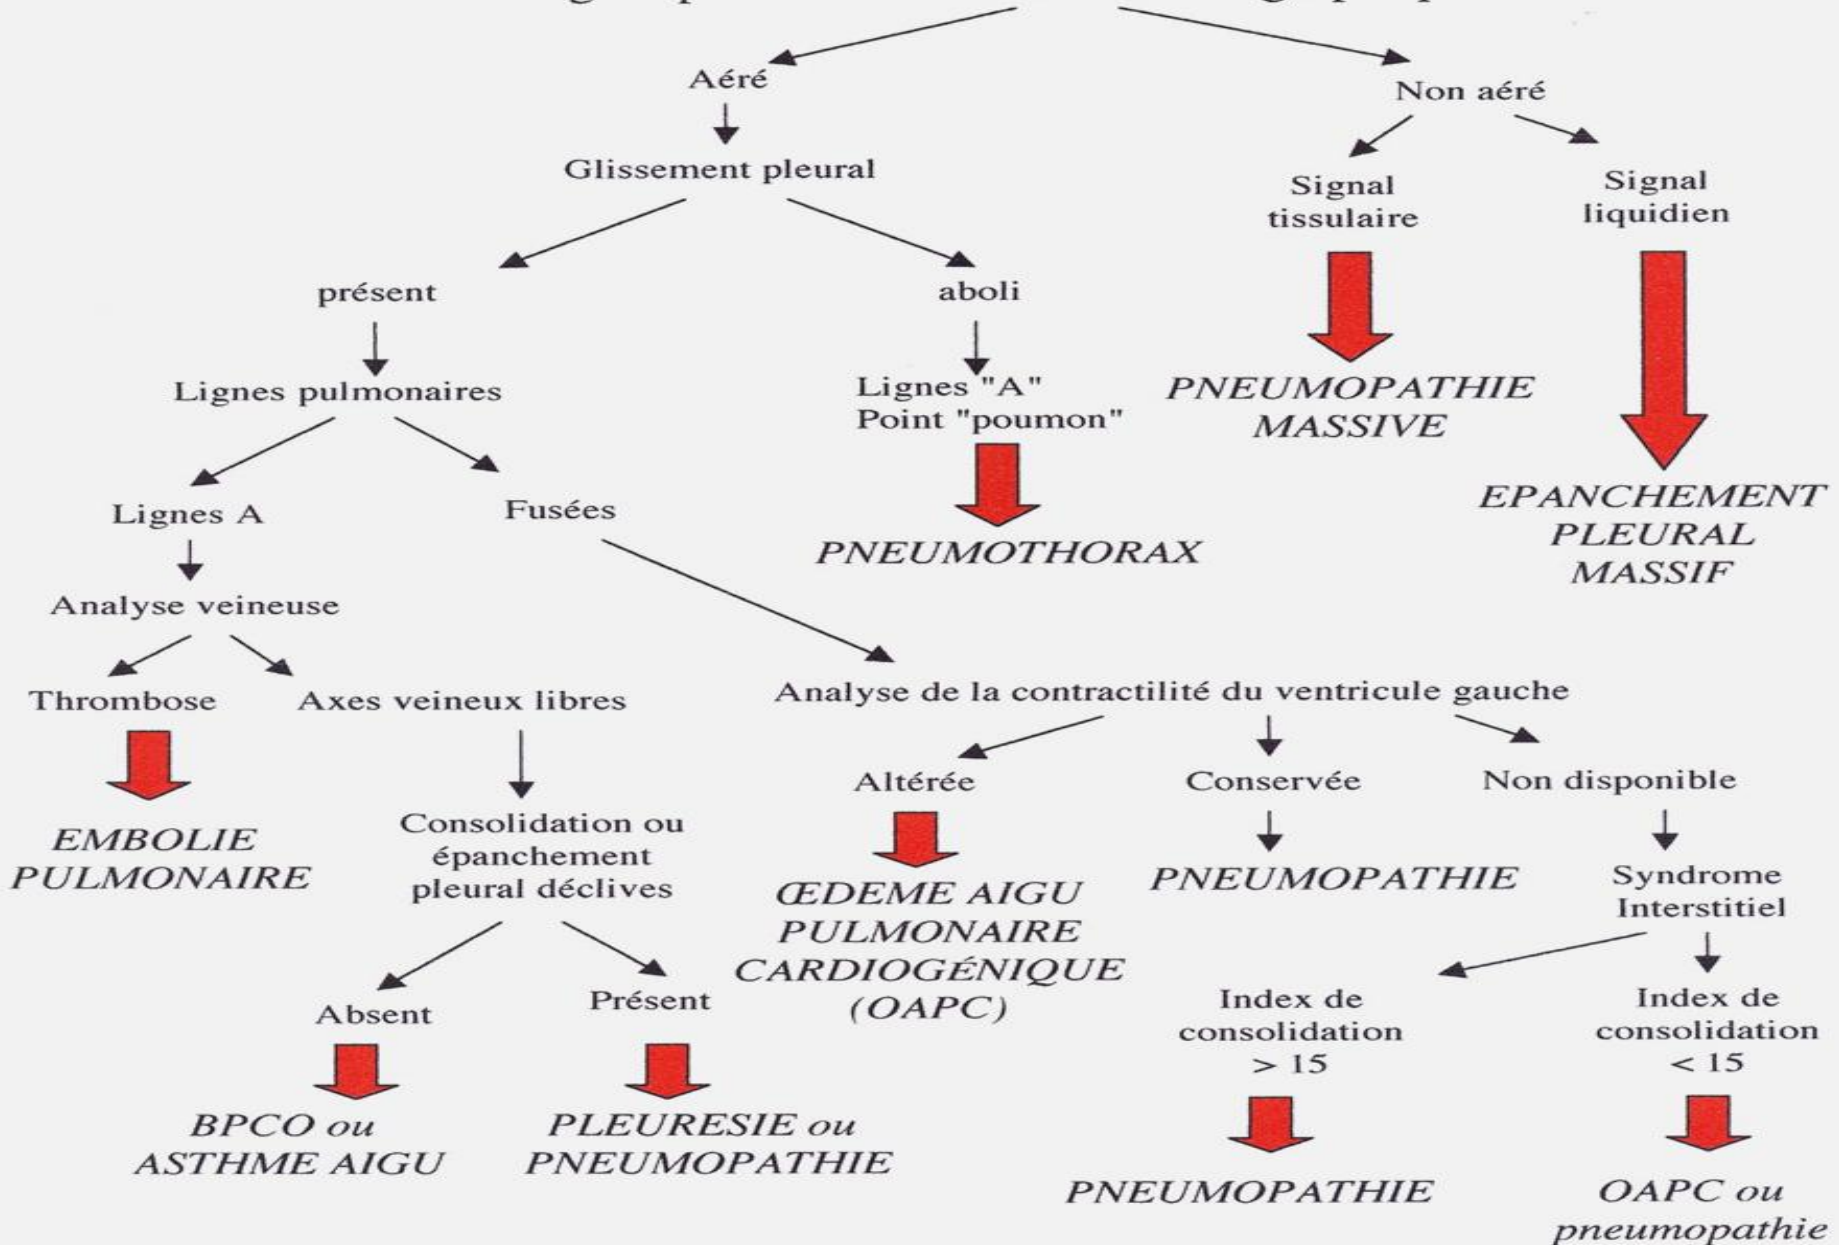 Aéré
Non aéré
Glissement pleural
Signal
tissulaire
Signal
liquidien
présent
aboli
Lignes pulmonaires
Lignes "A"
Point "poumon"
PNEUMOPATHIE
MASSIVE
EPANCHEMENT
PLEURAL
MASSIF
Lignes A
Fusées
PNEUMOTHORAX
Analyse veineuse
Thrombose
Axes veineux libres
Analyse de la contractilité du ventricule gauche
Altérée
Conservée
Non disponible
EMBOLIE
PULMONAIRE
Consolidation ou
épanchement
pleural déclives
ŒDEME AIGU
PULMONAIRE
CARDIOGÉNIQUE
(OAPC)
PNEUMOPATHIE
Syndrome
Interstitiel
Absent
Présent
Index de
consolidation
> 15
Index de
consolidation
< 15
BPCO ou
ASTHME AIGU
PLEURESIE ou
PNEUMOPATHIE
PNEUMOPATHIE
OAPC ou
pneumopathie